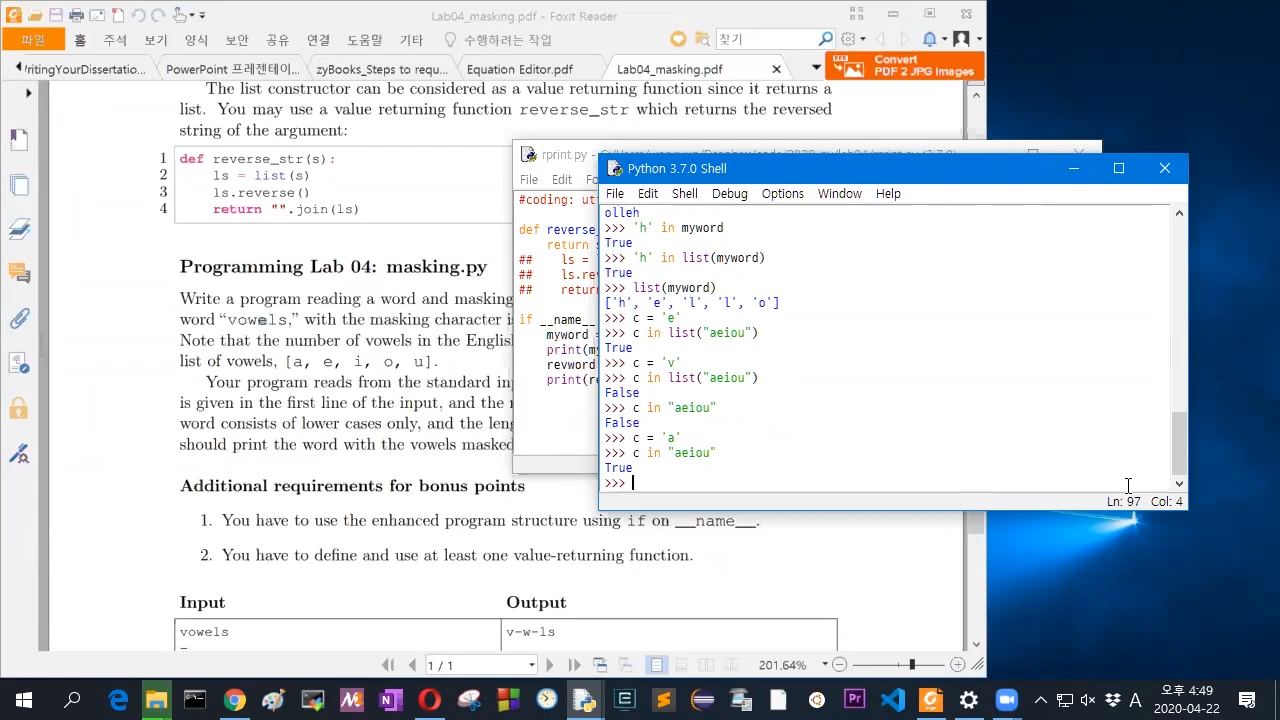 Lab04_masking.pdf - Foxit Reader
파일 홈 주석 보기 양식 보안 공유 연결 도움말 기타 수행하려는 작업 찾기
ritingYourDissertati... PowerPoint 프레젠테이... zyBooks_Steps to requ... Equation Editor.pdf Lab04_masking.pdf
Convert
PDF 2 JPG Images
The list constructor can be considered as a value returning function since it returns a
list. You may use a value returning function reverse_str which returns the reversed
string of the argument:
1 def reverse_str(s):
2 ls = list(s)
3 ls.reverse()
4 return "".join(ls)
Programming Lab 04: masking.py
Write a program reading a word and masking
word “vowels,” with the masking character is
Note that the number of vowels in the English
list of vowels, [a, e, i, o, u].
Your program reads from the standard inp
is given in the first line of the input, and the
word consists of lower cases only, and the leng
should print the word with the vowels masked
Additional requirements for bonus points
1. You have to use the enhanced program structure using if on __name__.
2. You have to define and use at least one value-returning function.
Input Output
vowels v-w-ls
1 / 1
201.64%
rprint.py -
File Edit
#coding: ut
def reverse_
return
## ls =
## ls.rev
## return
if __name__
myword =
print(my
revword
print(re
Python 3.7.0 Shell
File Edit Shell Debug Options Window Help
olleh
>>> 'h' in myword
True
>>> 'h' in list(myword)
True
>>> list(myword)
['h', 'e', 'l', 'l', 'o']
>>> c = 'e'
>>> c in list("aeiou")
True
>>> c = 'v'
>>> c in list("aeiou")
False
>>> c in "aeiou"
False
>>> c = 'a'
>>> c in "aeiou"
True
>>>
Ln: 97 Col: 4
A
오후 4:49
2020-04-22